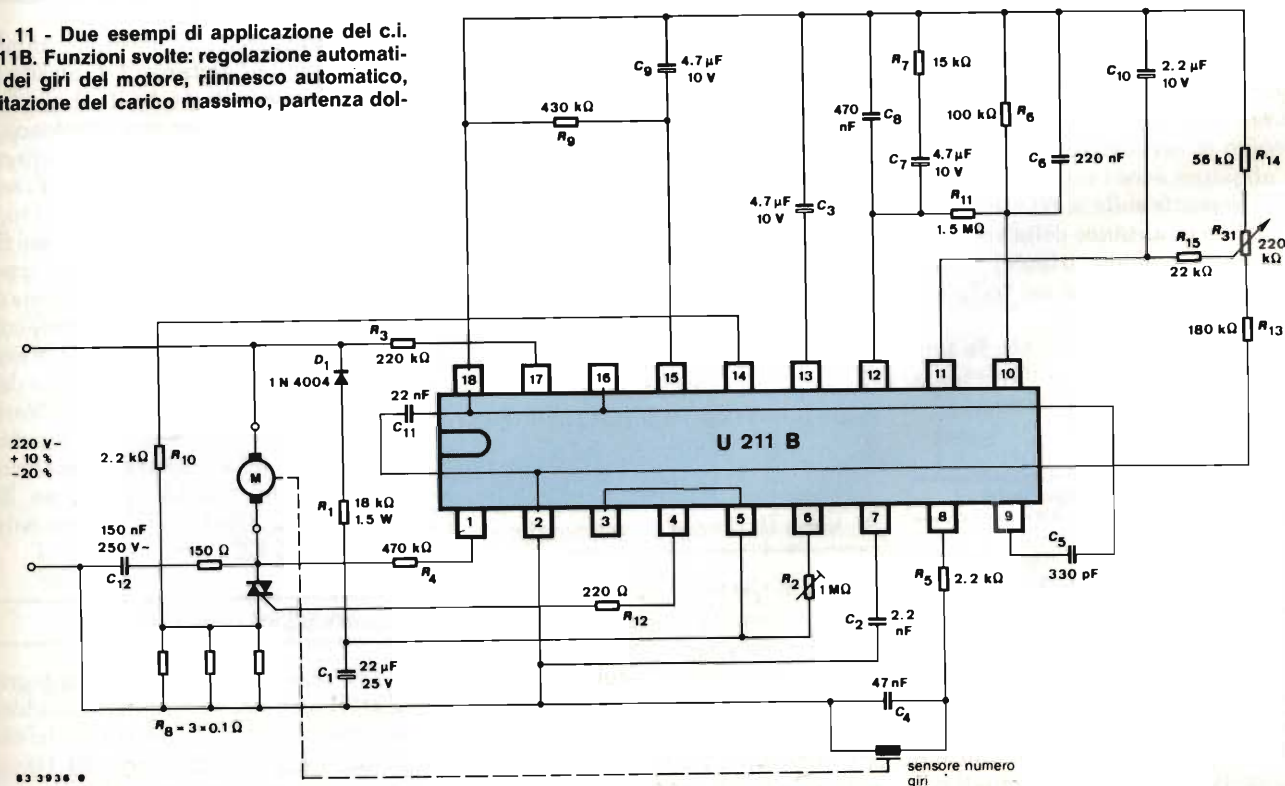 . 11 - Due esempi di applicazione del c.i.
11B. Funzioni svolte: regolazione automati-
dei giri del motore, riinnesco automatico,
itazione del carico massimo, partenza dol-
C9
4.7 µF
10 V
430 kΩ
R9
4.7 µF
10 V
C3
470
nF
C8
R7
15 kΩ
C7
4.7 µF
10 V
R11
1.5 MΩ
100 kΩ
R6
C6
220 nF
C10
2.2 µF
10 V
56 kΩ
R14
R31
220
kΩ
R15
22 kΩ
180 kΩ
R13
R3
220 kΩ
D1
1 N 4004
18
17
16
15
14
13
12
11
10
22 nF
C11
U 211 B
220 V~
+ 10 %
-20 %
2.2 kΩ
R10
M
R1
18 kΩ
1.5 W
1
2
3
4
5
6
7
8
9
150 nF
250 V~
C12
150 Ω
470 kΩ
R4
220 Ω
R12
R2
1 MΩ
C2
2.2
nF
R5
2.2 kΩ
C5
330 pF
C1
22 µF
25 V
47 nF
C4
R8 = 3 × 0.1 Ω
sensore numero
giri
83 3936 8